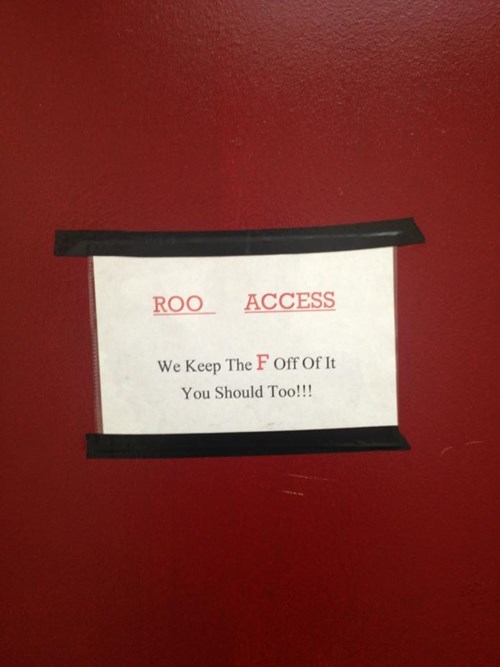 ROO  ACCESS
We Keep The F Off Of It
You Should Too!!!